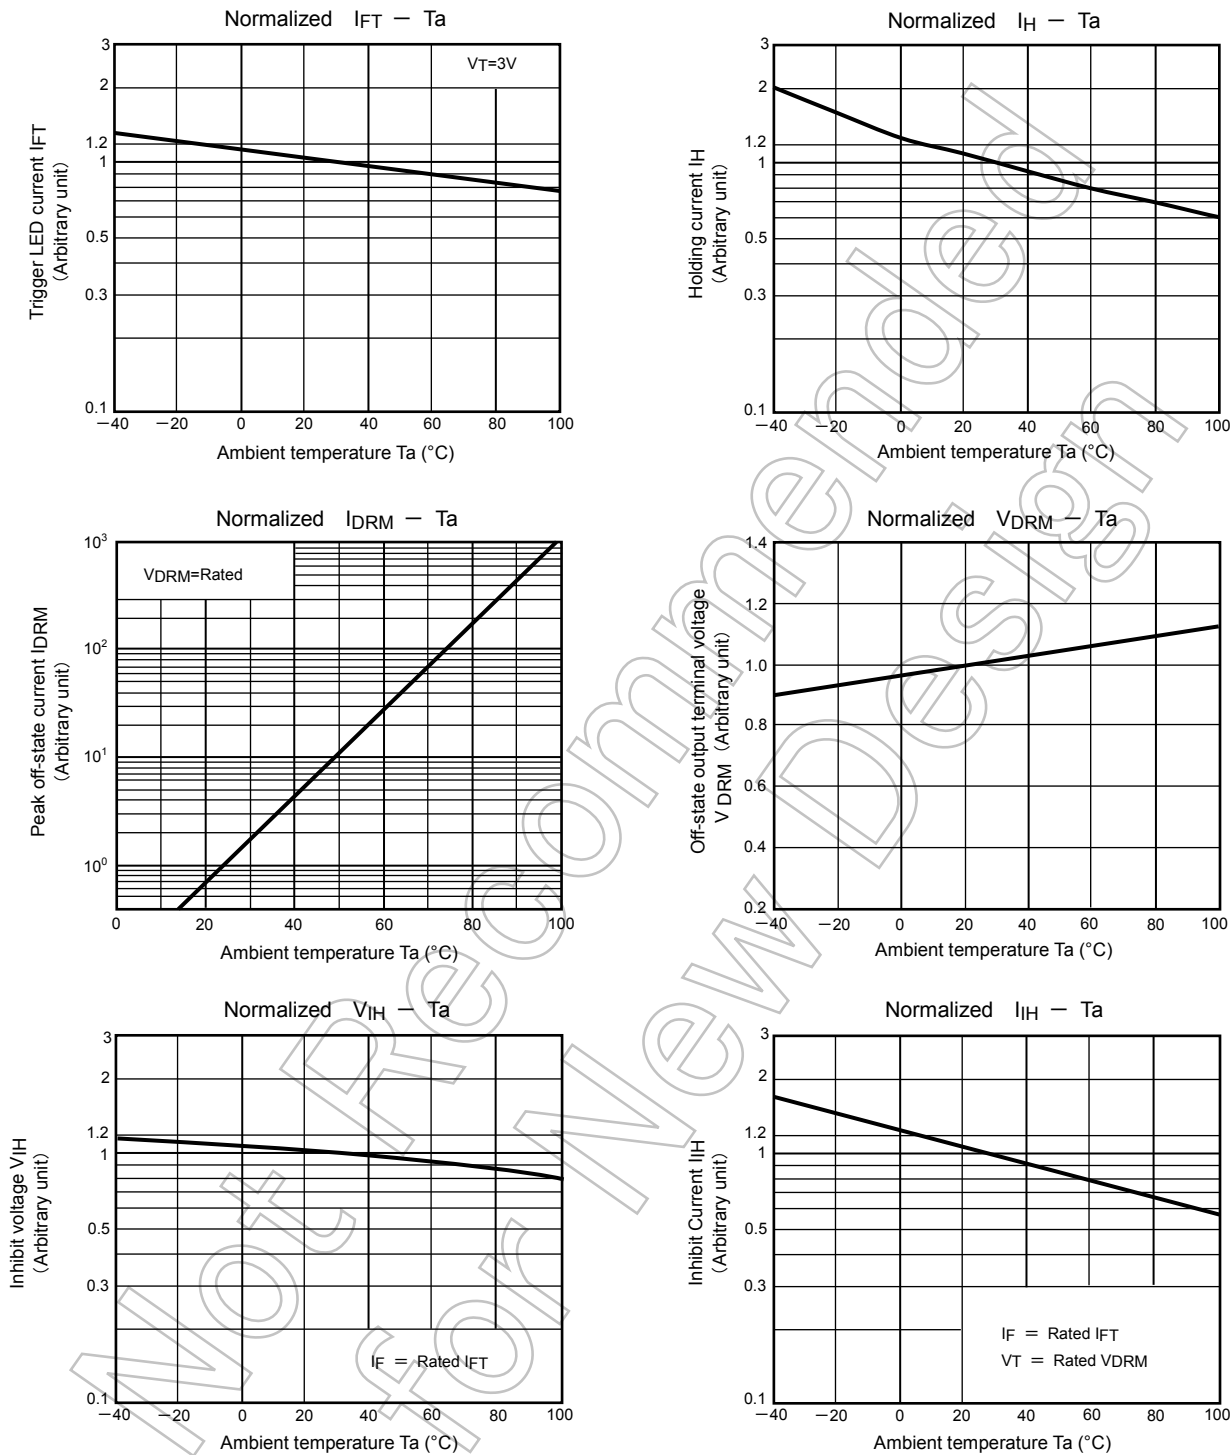 Normalized IFT − Ta
3
2
1.2
1
0.5
0.3
0.1
VT=3V
Trigger LED current IFT
(Arbitrary unit)
−40 −20 0 20 40 60 80 100
Ambient temperature Ta (°C)
Normalized IH − Ta
3
2
1.2
1
0.5
0.3
0.1
Holding current IH
(Arbitrary unit)
−40 −20 0 20 40 60 80 100
Ambient temperature Ta (°C)
Normalized IDRM − Ta
10³
10²
10¹
10⁰
VDRM=Rated
Peak off-state current IDRM
(Arbitrary unit)
0 20 40 60 80 100
Ambient temperature Ta (°C)
Normalized VDRM − Ta
1.4
1.2
1.0
0.8
0.6
0.4
0.2
Off-state output terminal voltage
V DRM (Arbitrary unit)
−40 −20 0 20 40 60 80 100
Ambient temperature Ta (°C)
Normalized VIH − Ta
3
2
1.2
1
0.5
0.3
0.1
Inhibit voltage VIH
(Arbitrary unit)
IF = Rated IFT
−40 −20 0 20 40 60 80 100
Ambient temperature Ta (°C)
Normalized IIH − Ta
3
2
1.2
1
0.5
0.3
0.1
Inhibit Current IIH
(Arbitrary unit)
IF = Rated IFT
VT = Rated VDRM
−40 −20 0 20 40 60 80 100
Ambient temperature Ta (°C)
Not Recommended
for New Design